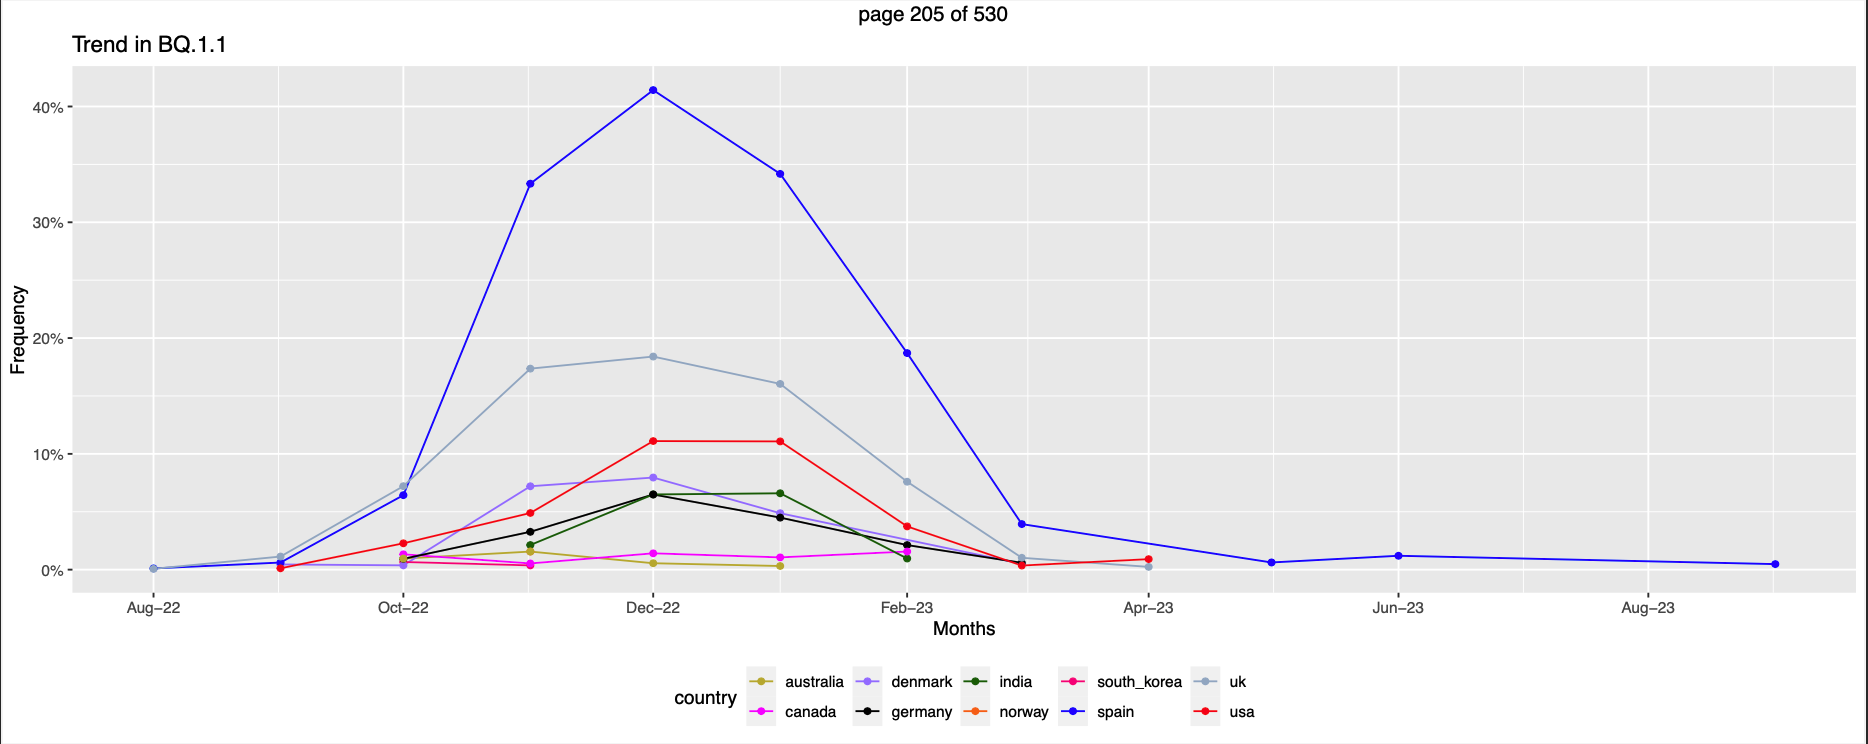 page 205 of 530
Trend in BQ.1.1
40%
30%
20%
10%
0%
Frequency
Aug–22 Oct–22 Dec–22 Feb–23 Apr–23 Jun–23 Aug–23
Months
country
australia denmark india south_korea uk
canada germany norway spain usa